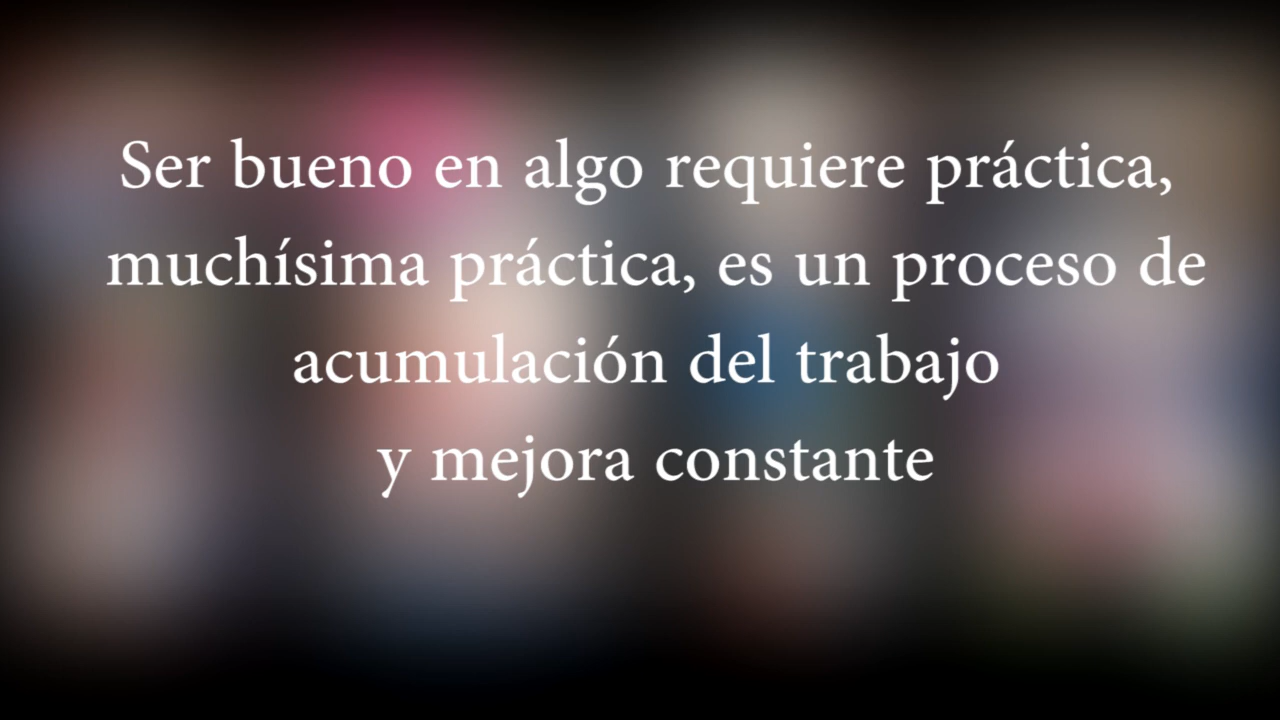 Ser bueno en algo requiere práctica,
muchísima práctica, es un proceso de
acumulación del trabajo
y mejora constante